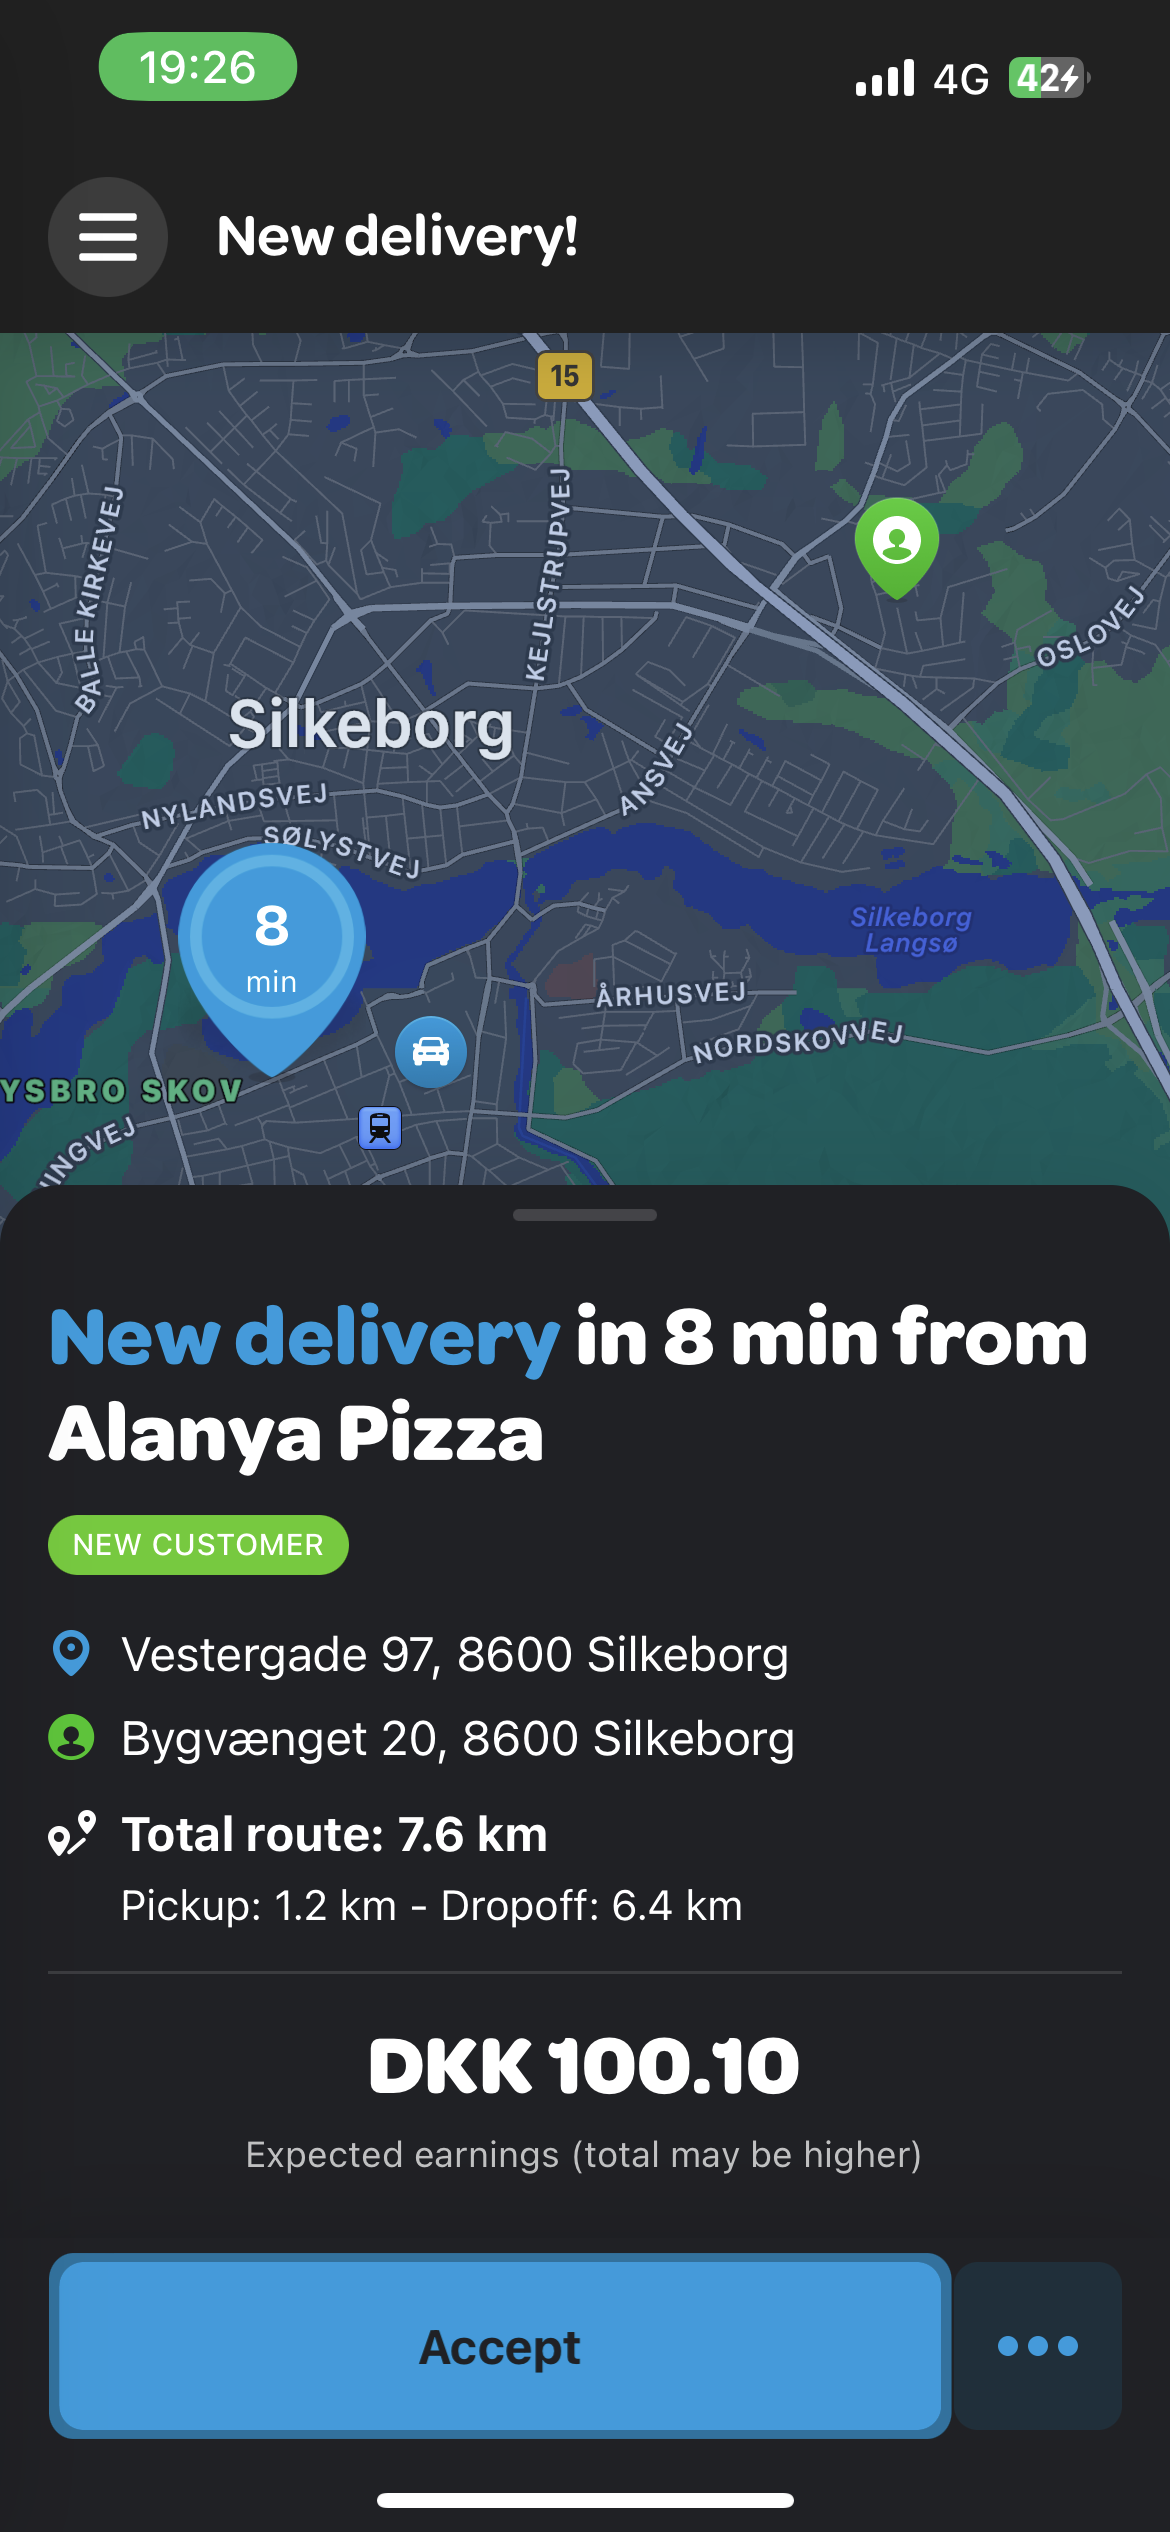 19:26
4G
42
New delivery!
15
BALLE KIRKEVEJ
KEJLSTRUPVEJ
OSLOVEJ
Silkeborg
ANSVEJ
NYLANDSVEJ
SØLYSTVEJ
8
min
Silkeborg
Langsø
ÅRHUSVEJ
NORDSKOVVEJ
YSBRO SKOV
INGVEJ
New delivery in 8 min from
Alanya Pizza
NEW CUSTOMER
Vestergade 97, 8600 Silkeborg
Bygvænget 20, 8600 Silkeborg
Total route: 7.6 km
Pickup: 1.2 km - Dropoff: 6.4 km
DKK 100.10
Expected earnings (total may be higher)
Accept